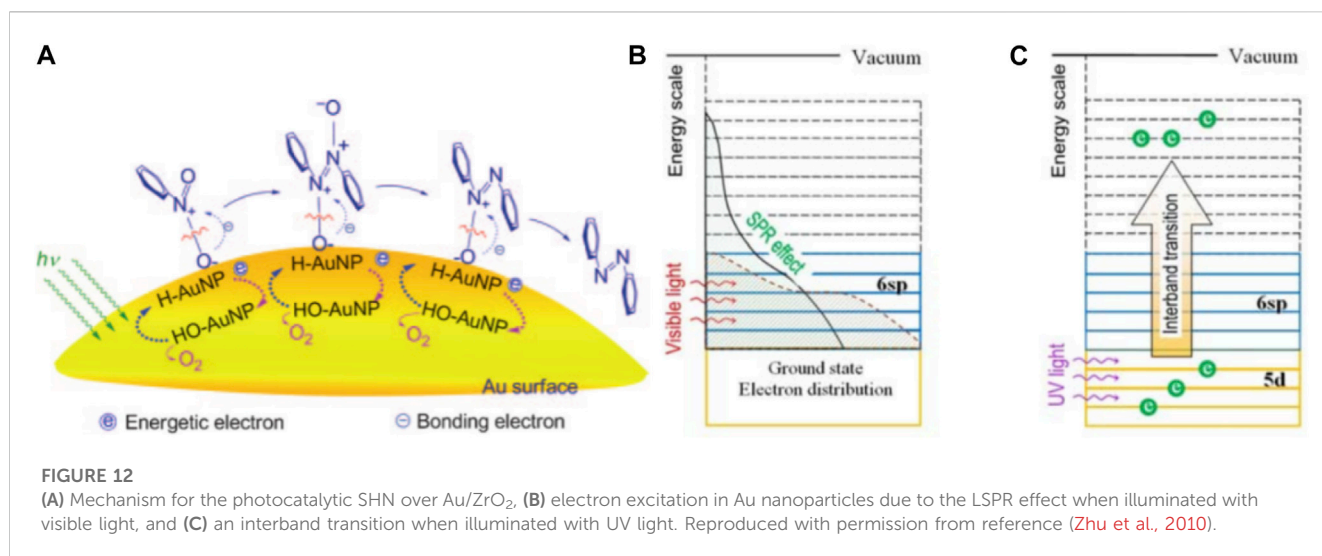 A
O
N+
O-
-O
N+
N+
O-
N
N+
-O
N
N
hν
H-AuNP
e
HO-AuNP
O2
H-AuNP
e
HO-AuNP
O2
H-AuNP
e
HO-AuNP
O2
Au surface
e Energetic electron
⊖ Bonding electron
B
Vacuum
Energy scale
SPR effect
6sp
Visible light
Ground state
Electron distribution
C
Vacuum
Energy scale
e e e
Interband transition
6sp
UV light
5d
e e e
FIGURE 12
(A) Mechanism for the photocatalytic SHN over Au/ZrO2, (B) electron excitation in Au nanoparticles due to the LSPR effect when illuminated with
visible light, and (C) an interband transition when illuminated with UV light. Reproduced with permission from reference (Zhu et al., 2010).